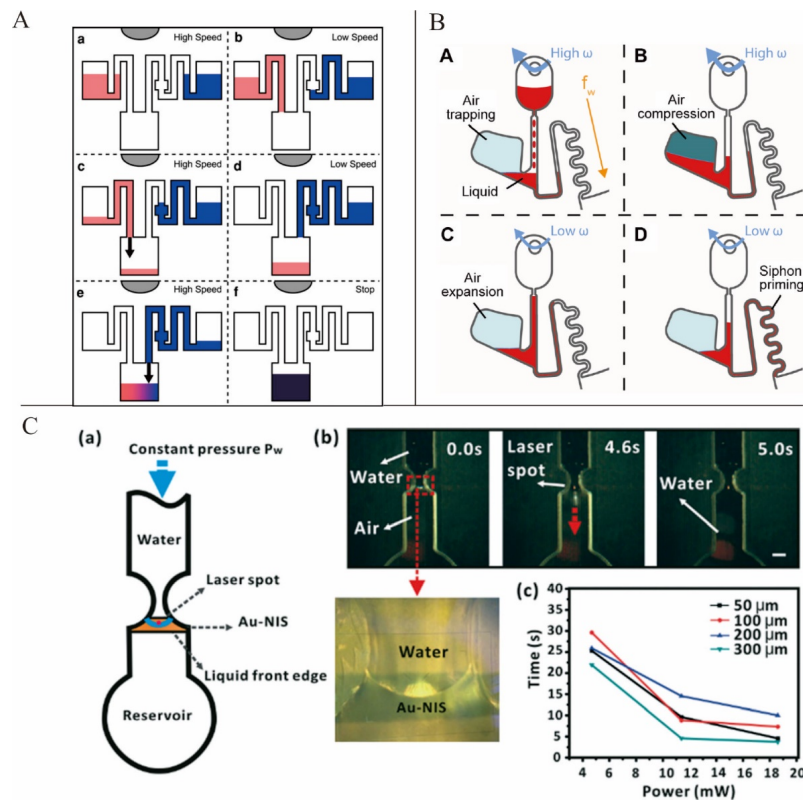 A
a
High Speed
b
Low Speed
c
High Speed
d
Low Speed
e
High Speed
f
Stop
B
A
High ω
Air
trapping
Liquid
f_w
B
High ω
Air
compression
C
Low ω
Air
expansion
D
Low ω
Siphon
priming
C
(a)
Constant pressure Pw
Water
Laser spot
Au-NIS
Liquid front edge
Reservoir
(b)
0.0s
Water
Air
Laser
spot
4.6s
5.0s
Water
Water
Au-NIS
(c)
Time (s)
40
35
30
25
20
15
10
5
0
50 μm
100 μm
200 μm
300 μm
4 6 8 10 12 14 16 18 20
Power (mW)